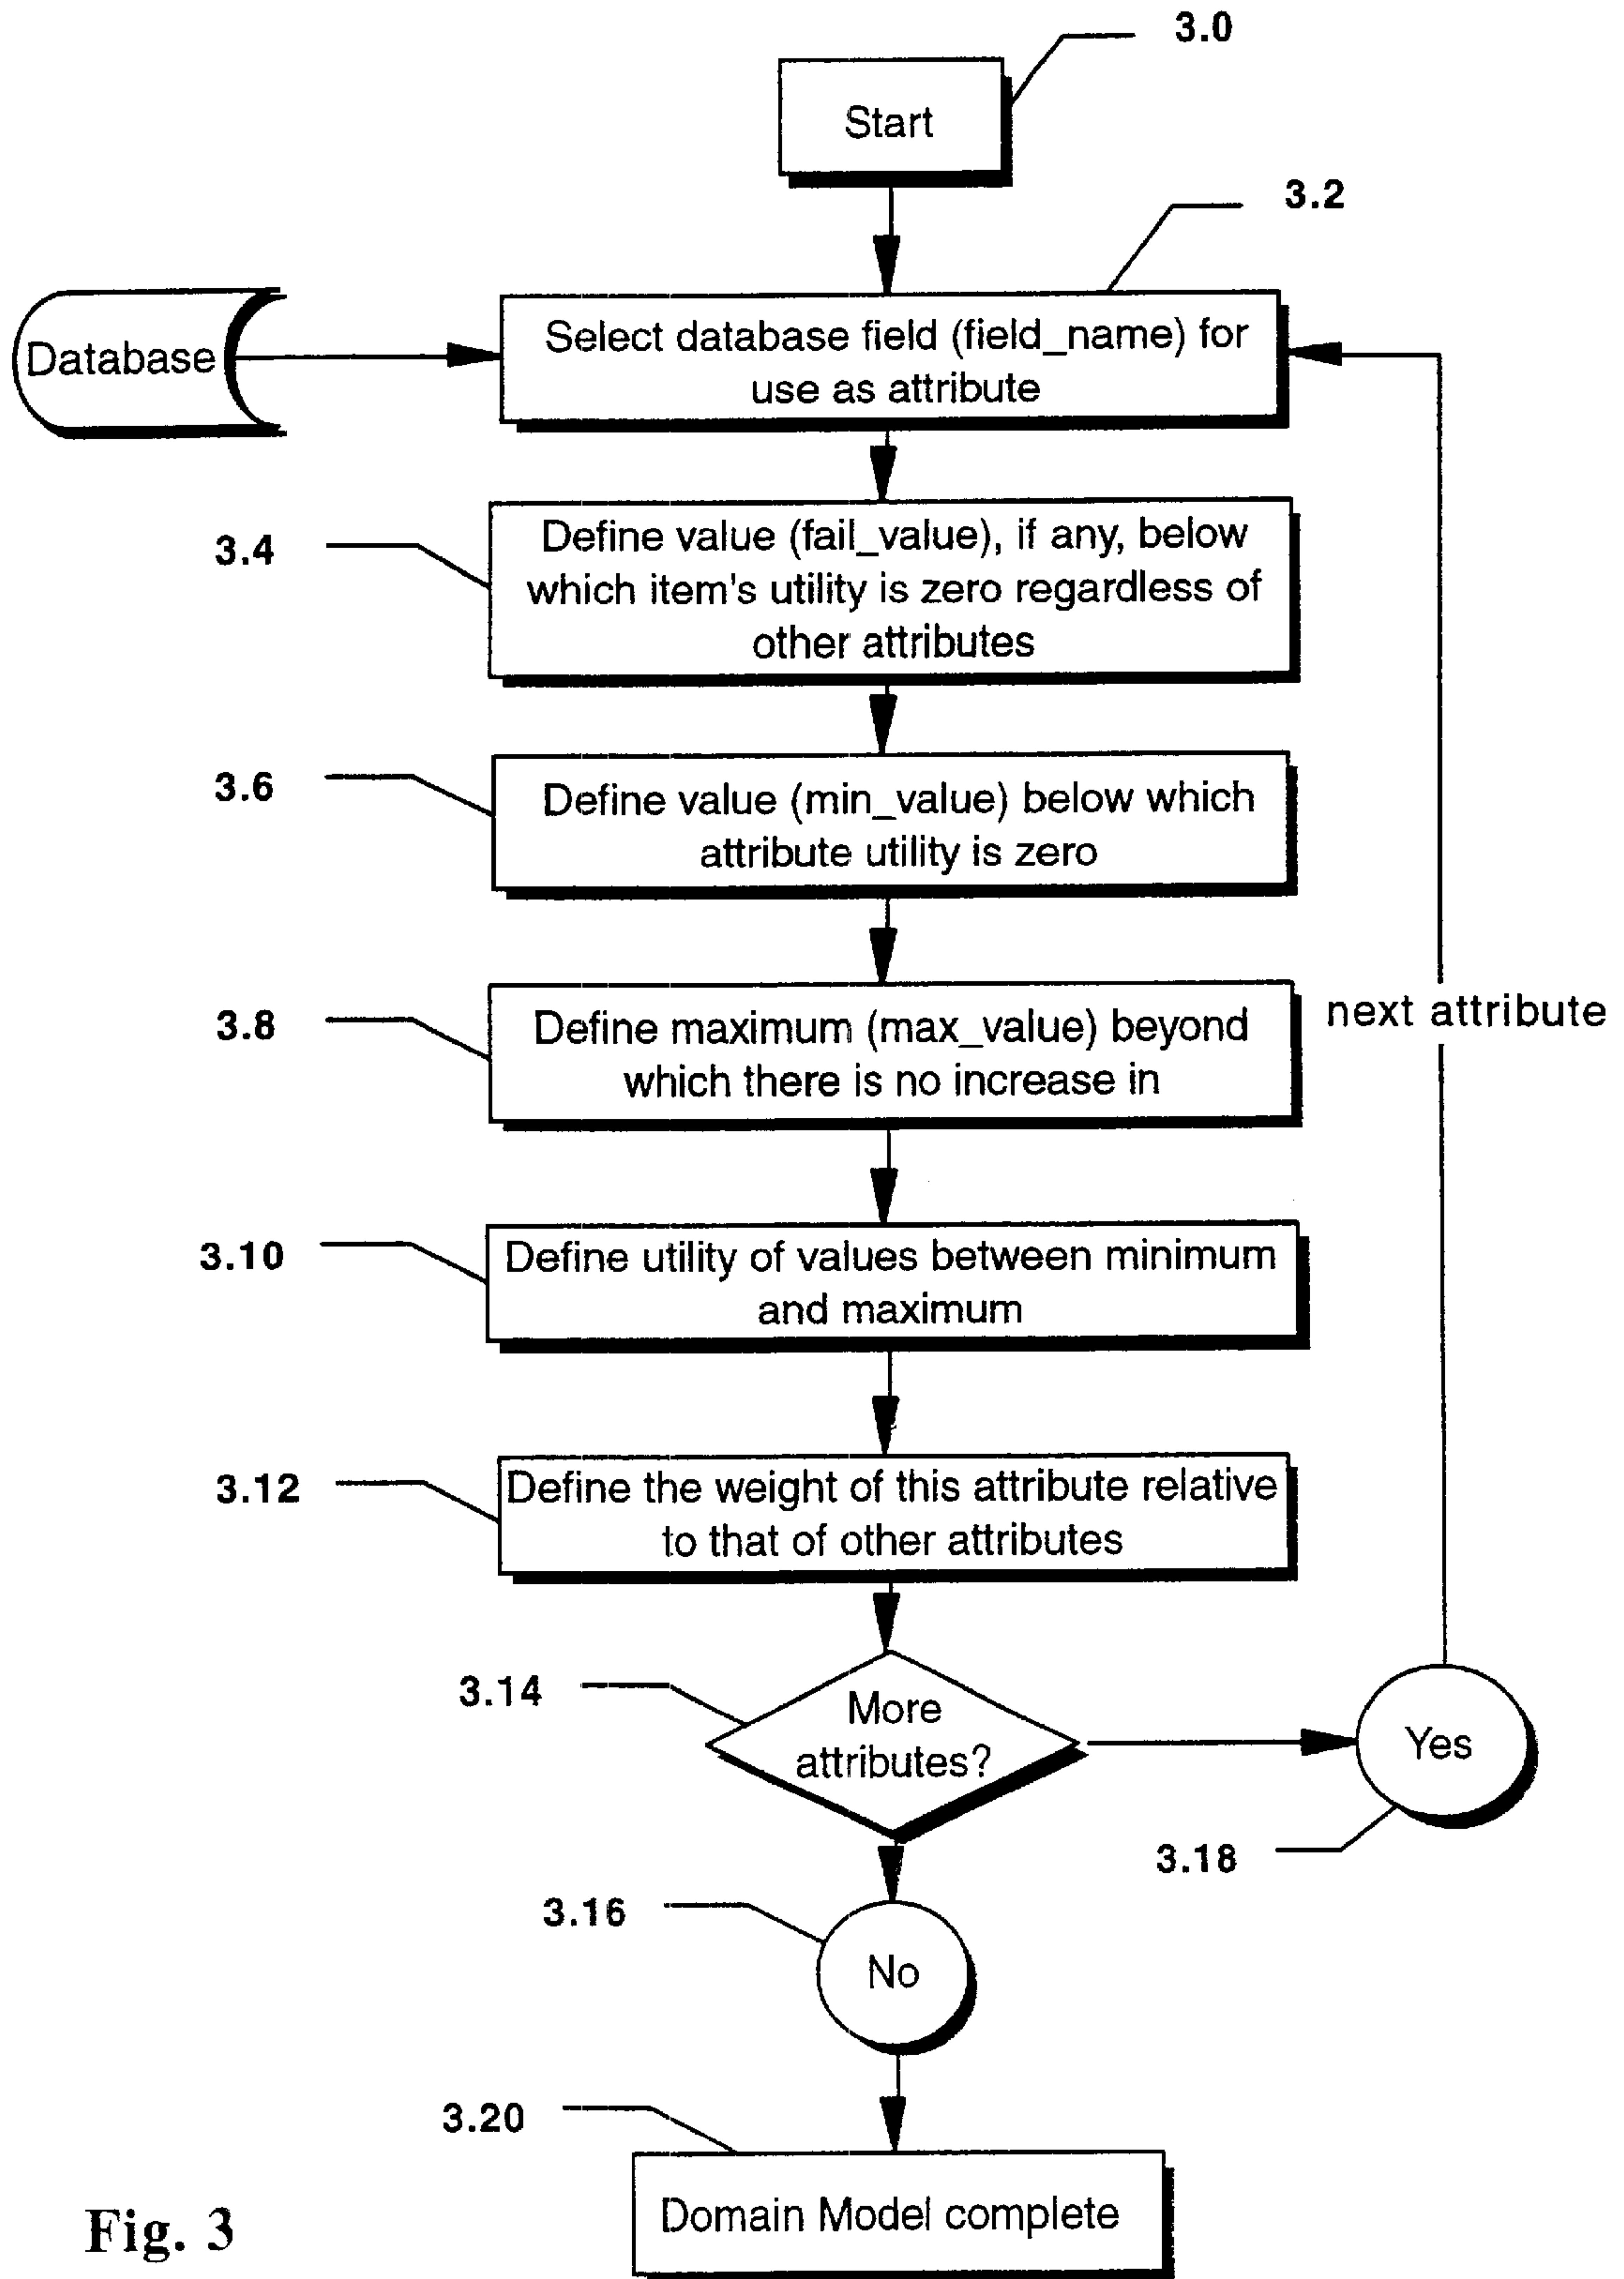 3.0
Start
3.2
Database
Select database field (field_name) for
use as attribute
3.4
Define value (fail_value), if any, below
which item's utility is zero regardless of
other attributes
3.6
Define value (min_value) below which
attribute utility is zero
3.8
Define maximum (max_value) beyond
which there is no increase in
next attribute
3.10
Define utility of values between minimum
and maximum
3.12
Define the weight of this attribute relative
to that of other attributes
3.14
More
attributes?
Yes
3.18
3.16
No
3.20
Domain Model complete
Fig. 3